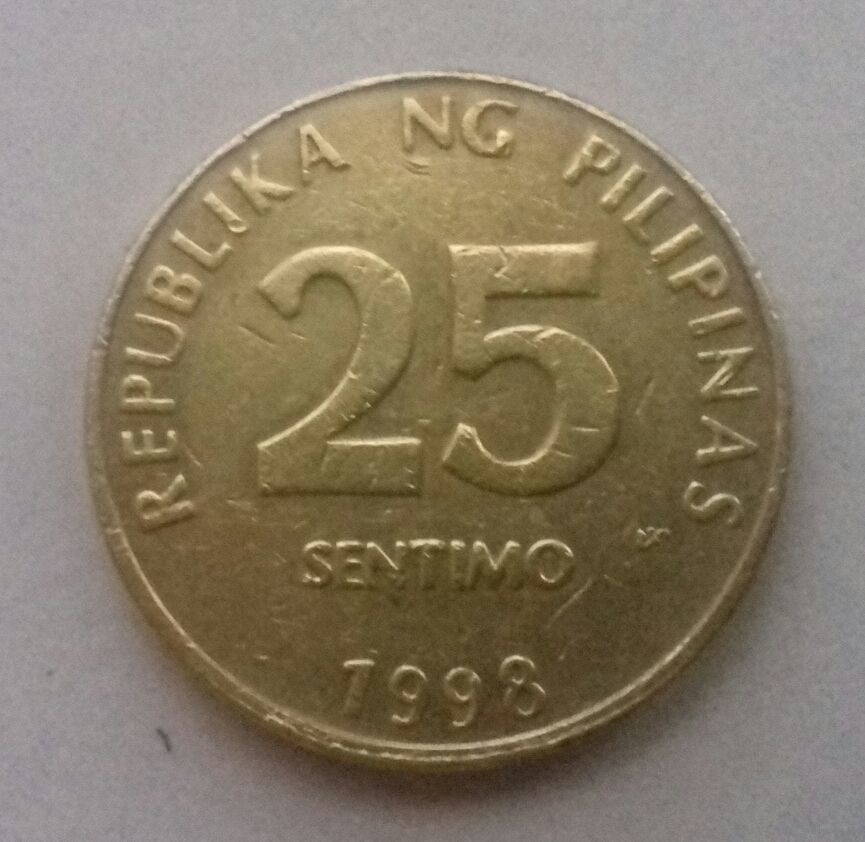 REPUBLIKA NG PILIPINAS
25
SENTIMO
1998